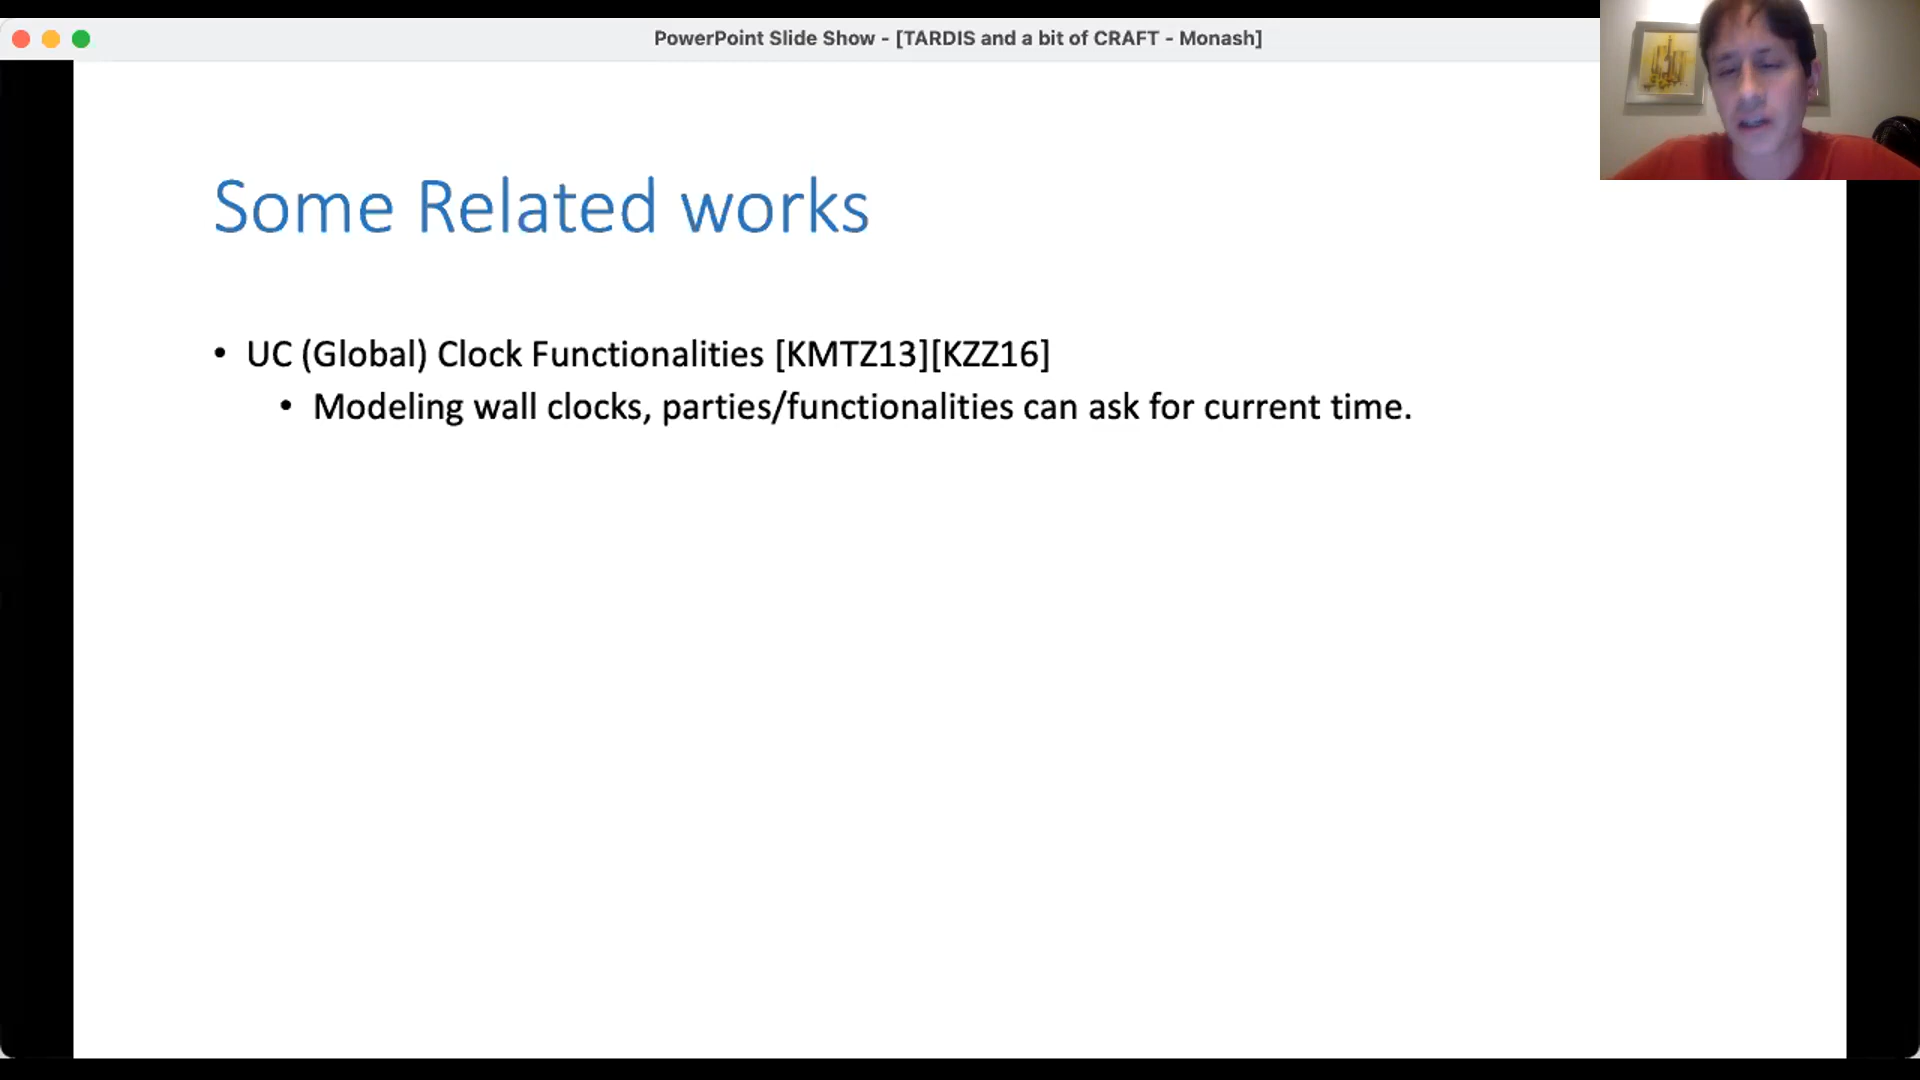 PowerPoint Slide Show - [TARDIS and a bit of CRAFT - Monash]
Some Related works
• UC (Global) Clock Functionalities [KMTZ13][KZZ16]
• Modeling wall clocks, parties/functionalities can ask for current time.